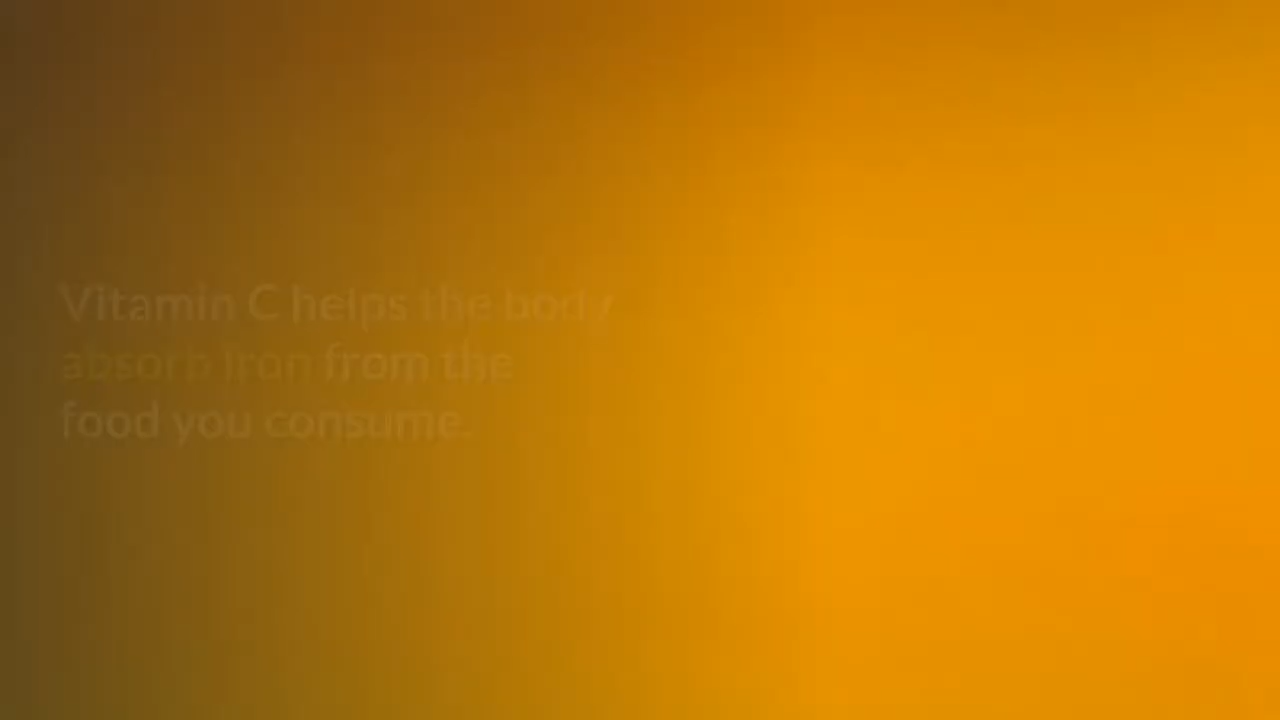 Vitamin C helps the body
absorb iron from the
food you consume.